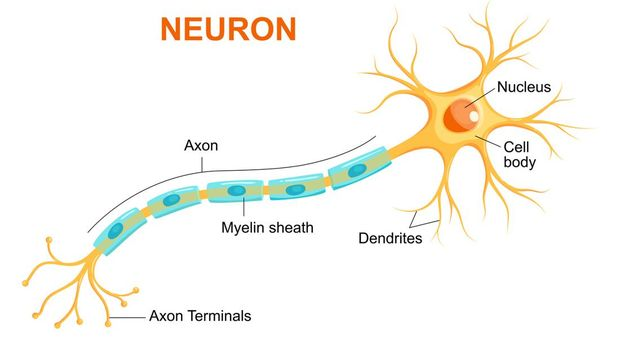 NEURON
Nucleus
Axon
Cell
body
Myelin sheath
Dendrites
Axon Terminals